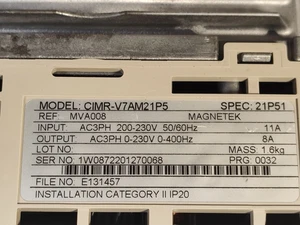 MODEL: CIMR-V7AM21P5 SPEC: 21P51
REF: MVA008 MAGNETEK
INPUT: AC3PH 200-230V 50/60Hz 11A
OUTPUT: AC3PH 0-230V 0-400Hz 8A
LOT NO: MASS: 1.6kg
SER NO: 1W0872201270068 PRG: 0032
FILE NO: E131457
INSTALLATION CATEGORY II IP20